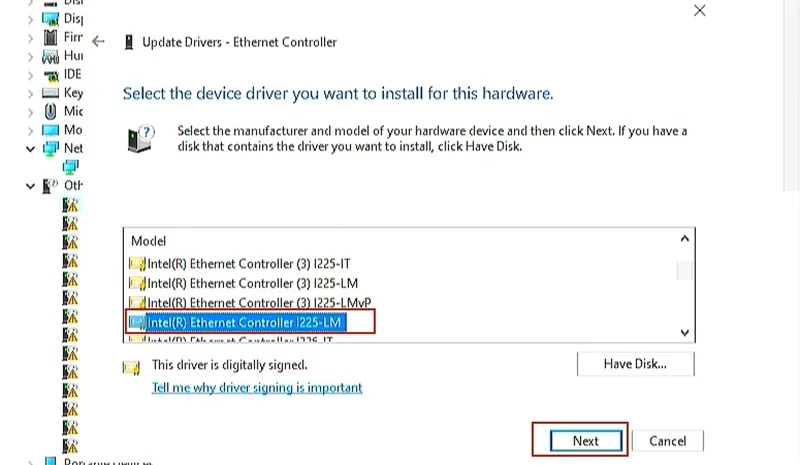 Disp
Update Drivers - Ethernet Controller
Firr
Hur
IDE
Select the device driver you want to install for this hardware.
Key
Mic
Select the manufacturer and model of your hardware device and then click Next. If you have a
Mo
disk that contains the driver you want to install, click Have Disk.
Net
Oth
Model
Intel(R) Ethernet Controller (3) I225-IT
Intel(R) Ethernet Controller (3) I225-LM
Intel(R) Ethernet Controller (3) I225-LMvP
Intel(R) Ethernet Controller I225-LM
This driver is digitally signed.
Have Disk...
Tell me why driver signing is important
Next
Cancel